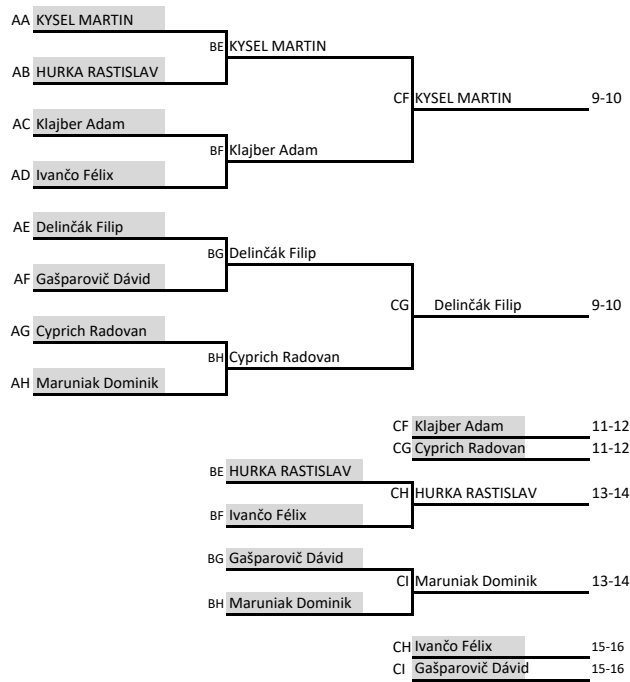 AA KYSEL MARTIN
BE KYSEL MARTIN
AB HURKA RASTISLAV
CF KYSEL MARTIN 9-10
AC Klajber Adam
BF Klajber Adam
AD Ivančo Félix
AE Delinčák Filip
BG Delinčák Filip
AF Gašparovič Dávid
CG Delinčák Filip 9-10
AG Cyprich Radovan
BH Cyprich Radovan
AH Maruniak Dominik
CF Klajber Adam 11-12
CG Cyprich Radovan 11-12
BE HURKA RASTISLAV
CH HURKA RASTISLAV 13-14
BF Ivančo Félix
BG Gašparovič Dávid
CI Maruniak Dominik 13-14
BH Maruniak Dominik
CH Ivančo Félix 15-16
CI Gašparovič Dávid 15-16